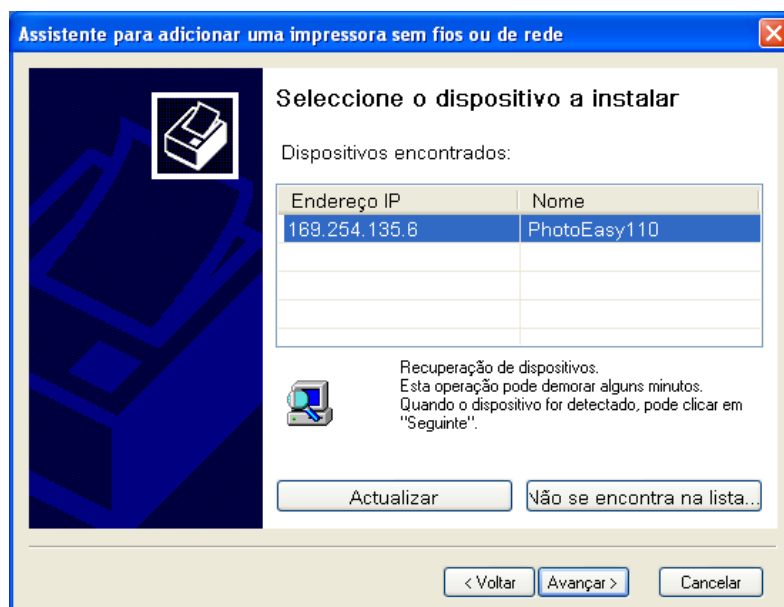 Assistente para adicionar uma impressora sem fios ou de rede
Seleccione o dispositivo a instalar
Dispositivos encontrados:
Endereço IP Nome
169.254.135.6 PhotoEasy110
Recuperação de dispositivos.
Esta operação pode demorar alguns minutos.
Quando o dispositivo for detectado, pode clicar em
"Seguinte".
Actualizar Não se encontra na lista...
< Voltar Avançar > Cancelar